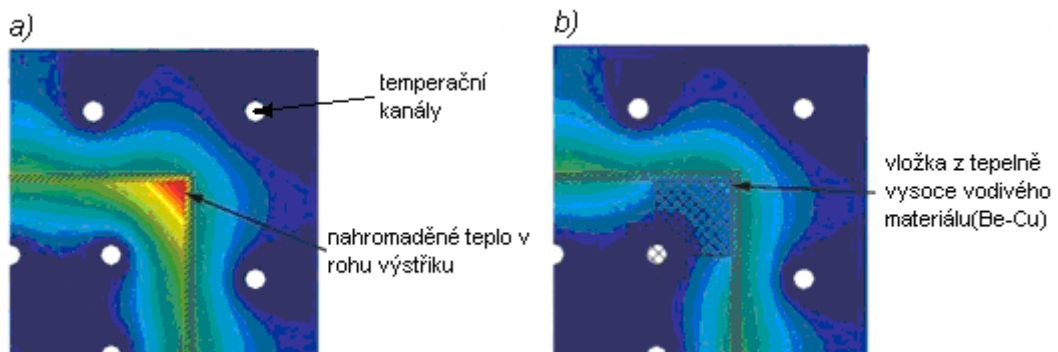 a)
temperační
kanály
nahromaděné teplo v
rohu výstřiku
b)
vložka z tepelně
vysoce vodivého
materiálu(Be-Cu)